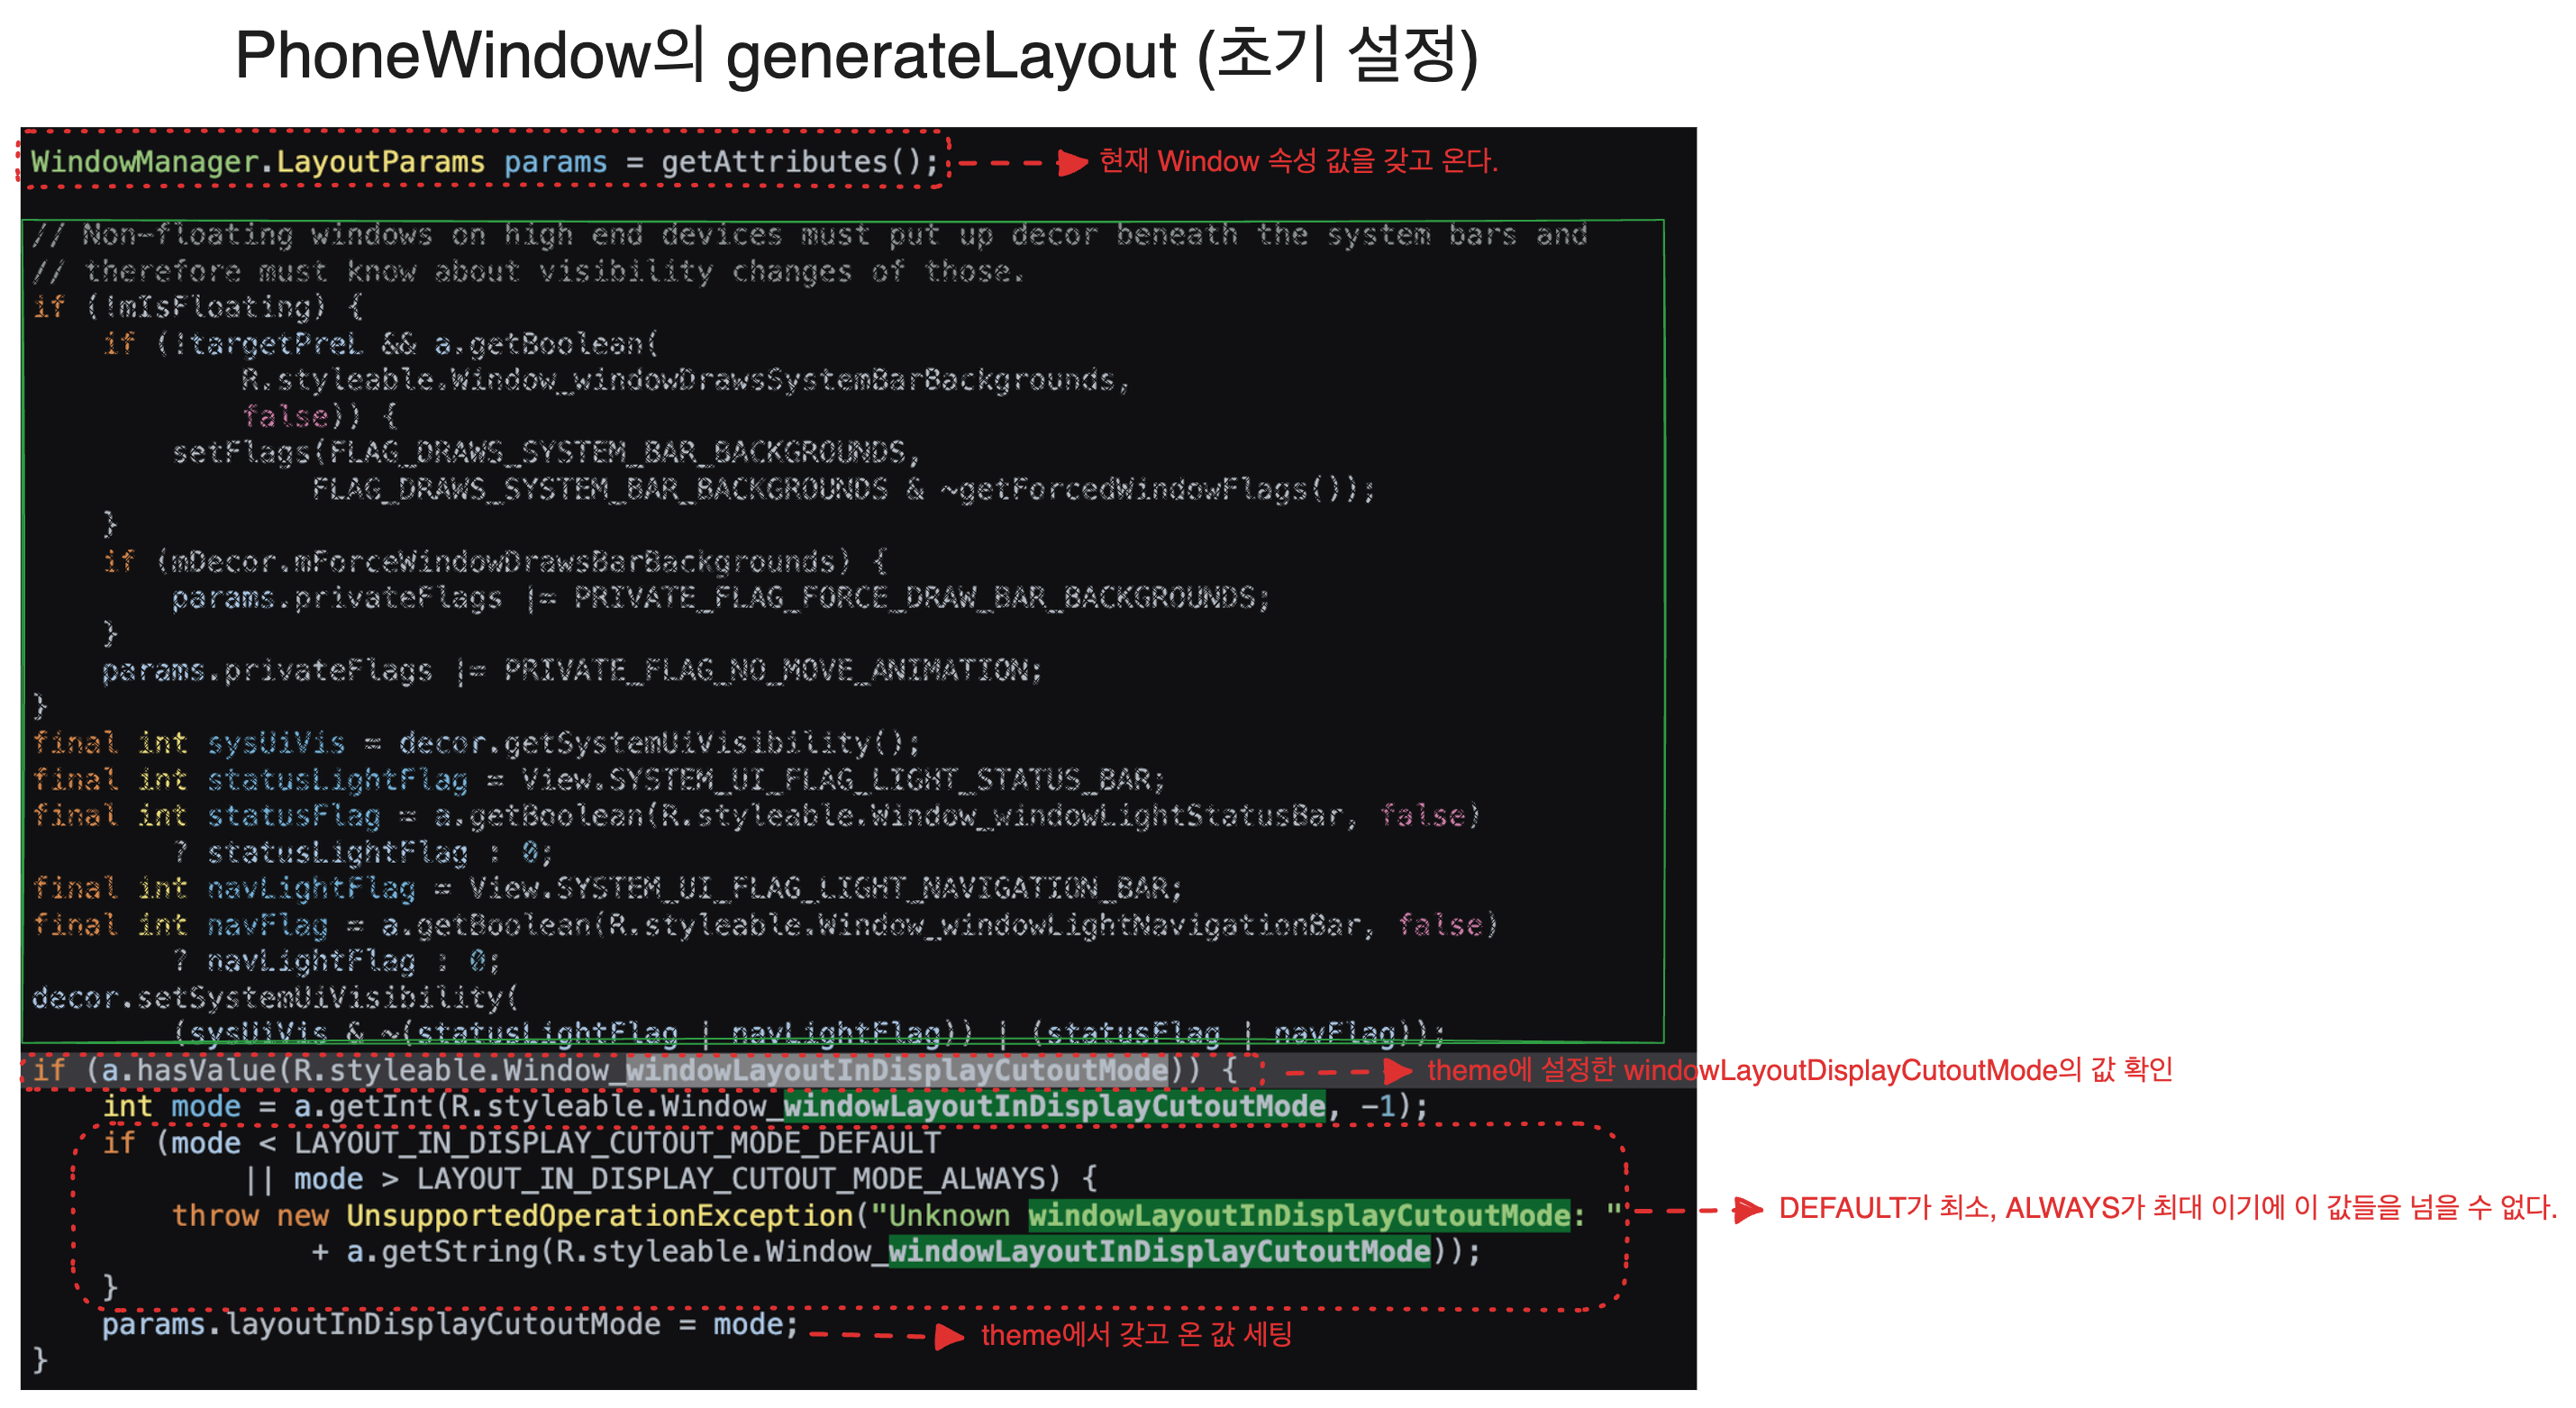 PhoneWindow의 generateLayout (초기 설정)
WindowManager.LayoutParams params = getAttributes();
현재 Window 속성 값을 갖고 온다.
// Non-floating windows on high end devices must put up decor beneath the system bars and
// therefore must know about visibility changes of those.
if (!mIsFloating) {
    if (!targetPreL && a.getBoolean(
            R.styleable.Window_windowDrawsSystemBarBackgrounds,
            false)) {
        setFlags(FLAG_DRAWS_SYSTEM_BAR_BACKGROUNDS,
                FLAG_DRAWS_SYSTEM_BAR_BACKGROUNDS & ~getForcedWindowFlags());
    }
    if (mDecor.mForceWindowDrawsBarBackgrounds) {
        params.privateFlags |= PRIVATE_FLAG_FORCE_DRAW_BAR_BACKGROUNDS;
    }
    params.privateFlags |= PRIVATE_FLAG_NO_MOVE_ANIMATION;
}
final int sysUiVis = decor.getSystemUiVisibility();
final int statusLightFlag = View.SYSTEM_UI_FLAG_LIGHT_STATUS_BAR;
final int statusFlag = a.getBoolean(R.styleable.Window_windowLightStatusBar, false)
        ? statusLightFlag : 0;
final int navLightFlag = View.SYSTEM_UI_FLAG_LIGHT_NAVIGATION_BAR;
final int navFlag = a.getBoolean(R.styleable.Window_windowLightNavigationBar, false)
        ? navLightFlag : 0;
decor.setSystemUiVisibility(
        (sysUiVis & ~(statusLightFlag | navLightFlag)) | (statusFlag | navFlag));
if (a.hasValue(R.styleable.Window_windowLayoutInDisplayCutoutMode)) {
theme에 설정한 windowLayoutDisplayCutoutMode의 값 확인
    int mode = a.getInt(R.styleable.Window_windowLayoutInDisplayCutoutMode, -1);
    if (mode < LAYOUT_IN_DISPLAY_CUTOUT_MODE_DEFAULT
            || mode > LAYOUT_IN_DISPLAY_CUTOUT_MODE_ALWAYS) {
        throw new UnsupportedOperationException("Unknown windowLayoutInDisplayCutoutMode: "
DEFAULT가 최소, ALWAYS가 최대 이기에 이 값들을 넘을 수 없다.
                + a.getString(R.styleable.Window_windowLayoutInDisplayCutoutMode));
    }
    params.layoutInDisplayCutoutMode = mode;
theme에서 갖고 온 값 세팅
}